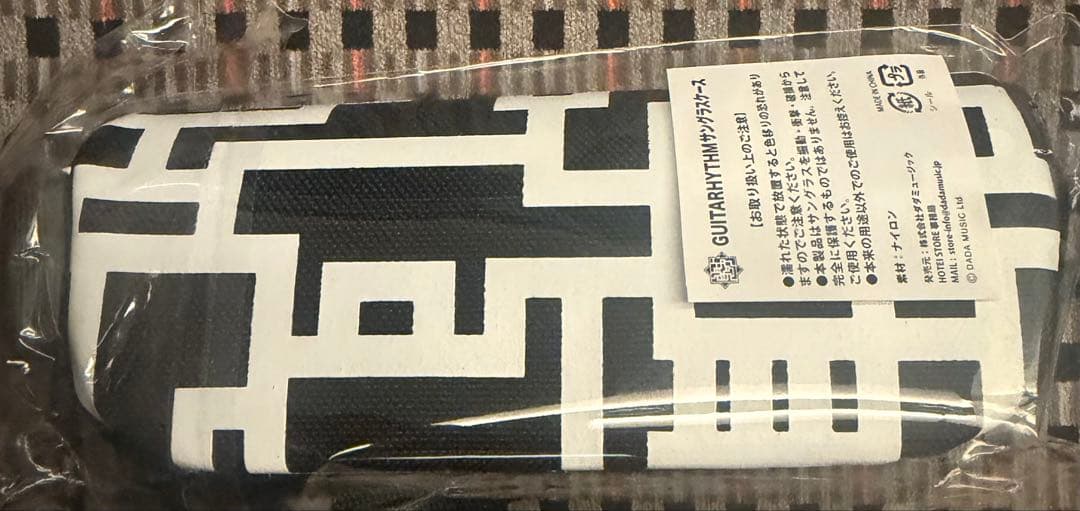 GUITARHYTHMサングラスケース
【お取り扱い上のご注意】
●濡れた状態で放置すると色移りの恐れがあり
ますのでご注意ください。
●本製品はサングラスを振動・衝撃・破損から
完全に保護するものではありません。注意して
ご使用ください。
●本来の用途以外でのご使用はお控えください。
素材：ナイロン
発売元：株式会社ダダミュージック
HOTEI STORE 事務局
MAIL : store-info@dadamusic.jp
© DADA MUSIC Ltd
MADE IN CHINA
紙
シール
プラ
外装